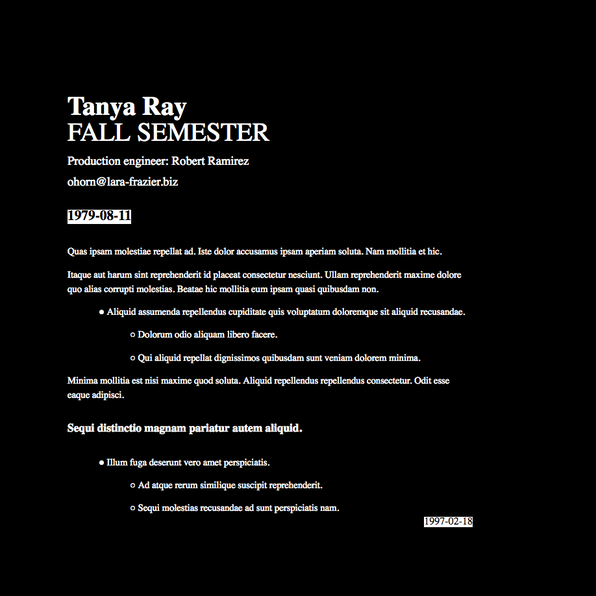 Tanya Ray
FALL SEMESTER
Production engineer: Robert Ramirez
ohorn@lara-frazier.biz
1979-08-11
Quas ipsam molestiae repellat ad. Iste dolor accusamus ipsam aperiam soluta. Nam mollitia et hic.
Itaque aut harum sint reprehenderit id placeat consectetur nesciunt. Ullam reprehenderit maxime dolore
quo alias corrupti molestias. Beatae hic mollitia eum ipsam quasi quibusdam non.
Aliquid assumenda repellendus cupiditate quis voluptatum doloremque sit aliquid recusandae.
Dolorum odio aliquam libero facere.
Qui aliquid repellat dignissimos quibusdam sunt veniam dolorem minima.
Minima mollitia est nisi maxime quod soluta. Aliquid repellendus repellendus consectetur. Odit esse
eaque adipisci.
Sequi distinctio magnam pariatur autem aliquid.
Illum fuga deserunt vero amet perspiciatis.
Ad atque rerum similique suscipit reprehenderit.
Sequi molestias recusandae ad sunt perspiciatis nam.
1997-02-18